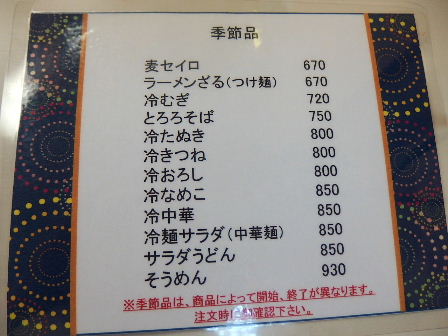 季節品
麦セイロ 670
ラーメンざる(つけ麺) 670
冷むぎ 720
とろろそば 750
冷たぬき 800
冷きつね 800
冷おろし 800
冷なめこ 850
冷中華 850
冷麺サラダ(中華麺) 850
サラダうどん 850
そうめん 930
※季節品は、商品によって開始、終了が異なります。
注文時に御確認下さい。